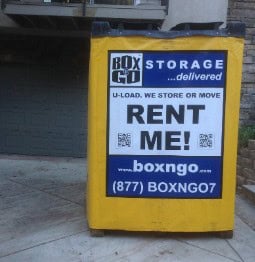 BOX
N
GO
STORAGE
...delivered
U-LOAD. WE STORE OR MOVE
RENT
ME!
www.boxngo.com
(877) BOXNGO7